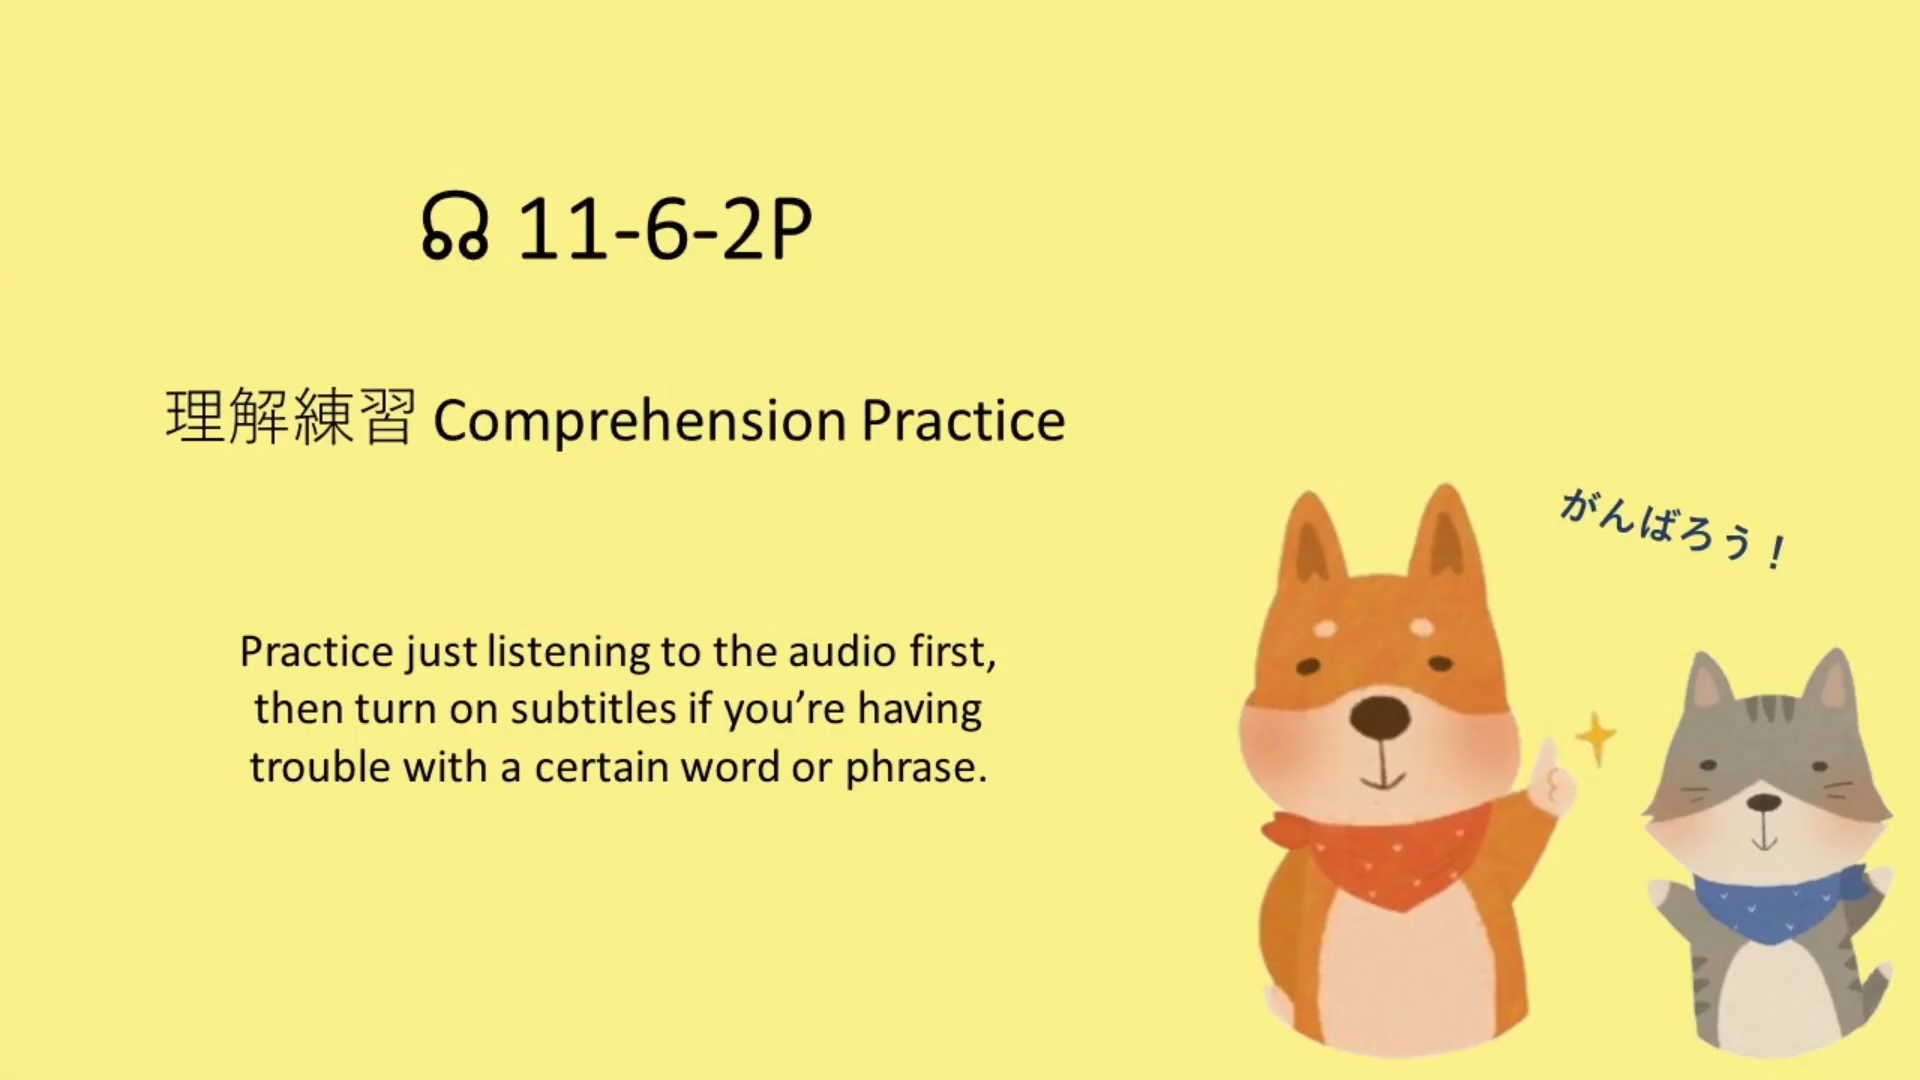 ☊ 11-6-2P
理解練習 Comprehension Practice
がんばろう！
Practice just listening to the audio first,
then turn on subtitles if you’re having
trouble with a certain word or phrase.